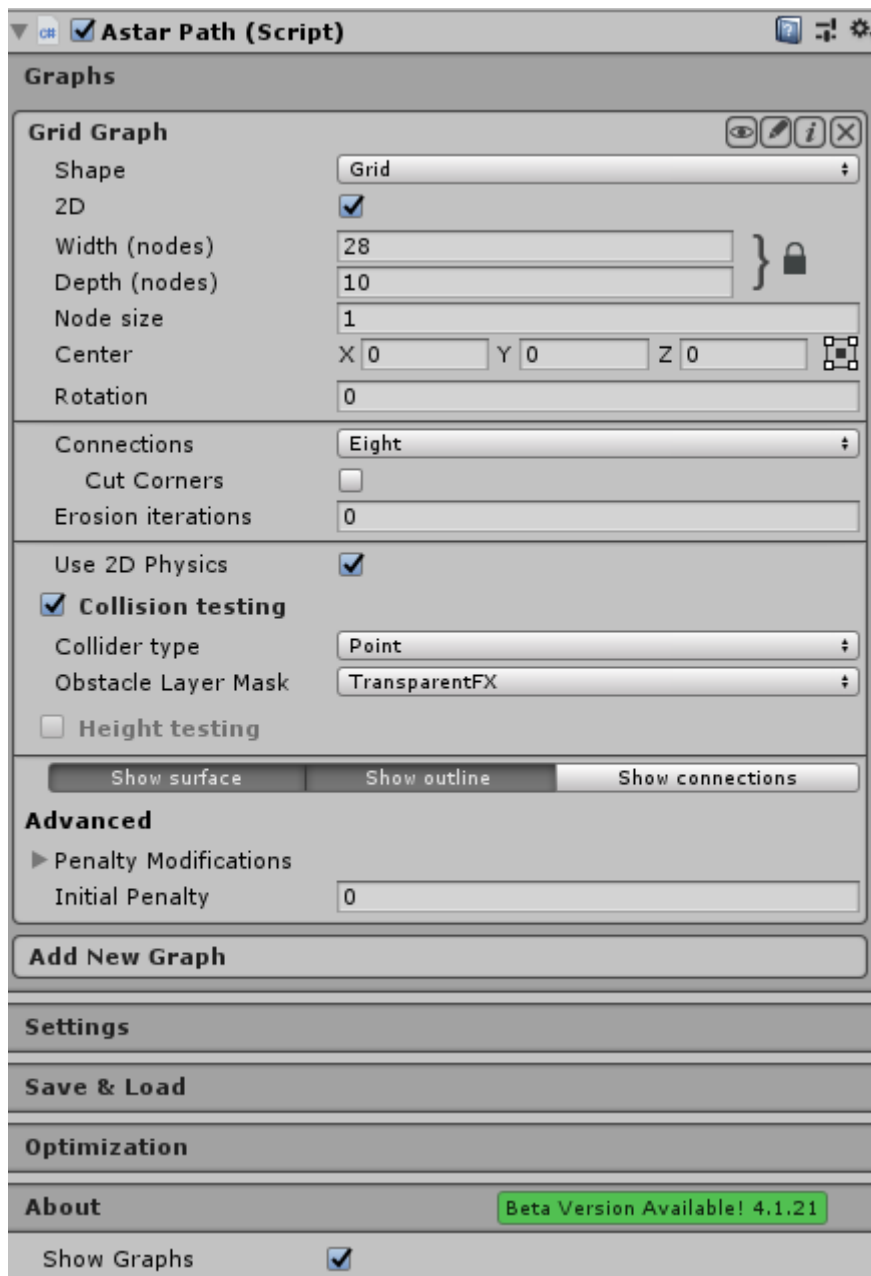 Astar Path (Script)
Graphs
Grid Graph
Shape Grid
2D
Width (nodes) 28
Depth (nodes) 10
Node size 1
Center X 0 Y 0 Z 0
Rotation 0
Connections Eight
Cut Corners
Erosion iterations 0
Use 2D Physics
Collision testing
Collider type Point
Obstacle Layer Mask TransparentFX
Height testing
Show surface Show outline Show connections
Advanced
Penalty Modifications
Initial Penalty 0
Add New Graph
Settings
Save & Load
Optimization
About Beta Version Available! 4.1.21
Show Graphs